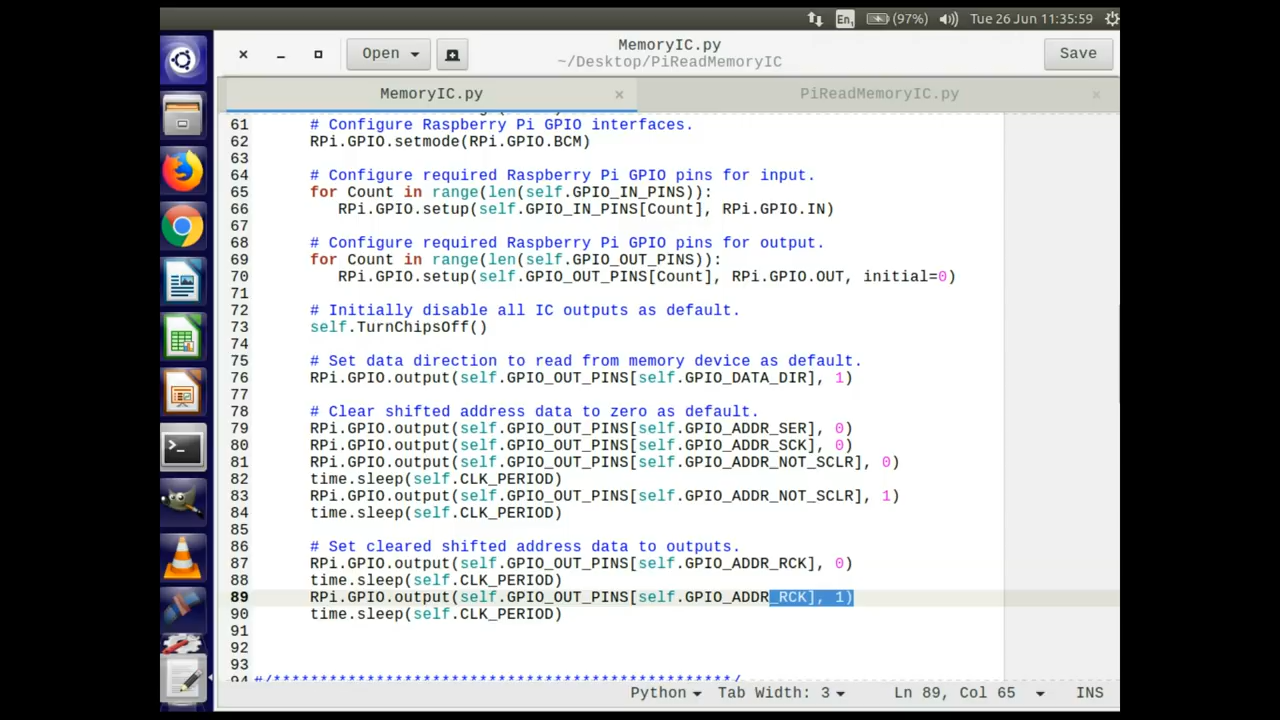 En1 (97%) Tue 26 Jun 11:35:59
Open MemoryIC.py Save
~/Desktop/PiReadMemoryIC
MemoryIC.py × PiReadMemoryIC.py ×
61 # Configure Raspberry Pi GPIO interfaces.
62 RPi.GPIO.setmode(RPi.GPIO.BCM)
63
64 # Configure required Raspberry Pi GPIO pins for input.
65 for Count in range(len(self.GPIO_IN_PINS)):
66 RPi.GPIO.setup(self.GPIO_IN_PINS[Count], RPi.GPIO.IN)
67
68 # Configure required Raspberry Pi GPIO pins for output.
69 for Count in range(len(self.GPIO_OUT_PINS)):
70 RPi.GPIO.setup(self.GPIO_OUT_PINS[Count], RPi.GPIO.OUT, initial=0)
71
72 # Initially disable all IC outputs as default.
73 self.TurnChipsOff()
74
75 # Set data direction to read from memory device as default.
76 RPi.GPIO.output(self.GPIO_OUT_PINS[self.GPIO_DATA_DIR], 1)
77
78 # Clear shifted address data to zero as default.
79 RPi.GPIO.output(self.GPIO_OUT_PINS[self.GPIO_ADDR_SER], 0)
80 RPi.GPIO.output(self.GPIO_OUT_PINS[self.GPIO_ADDR_SCK], 0)
81 RPi.GPIO.output(self.GPIO_OUT_PINS[self.GPIO_ADDR_NOT_SCLR], 0)
82 time.sleep(self.CLK_PERIOD)
83 RPi.GPIO.output(self.GPIO_OUT_PINS[self.GPIO_ADDR_NOT_SCLR], 1)
84 time.sleep(self.CLK_PERIOD)
85
86 # Set cleared shifted address data to outputs.
87 RPi.GPIO.output(self.GPIO_OUT_PINS[self.GPIO_ADDR_RCK], 0)
88 time.sleep(self.CLK_PERIOD)
89 RPi.GPIO.output(self.GPIO_OUT_PINS[self.GPIO_ADDR_RCK], 1)
90 time.sleep(self.CLK_PERIOD)
91
92
93
94 #/*************************************************/
Python Tab Width: 3 Ln 89, Col 65 INS